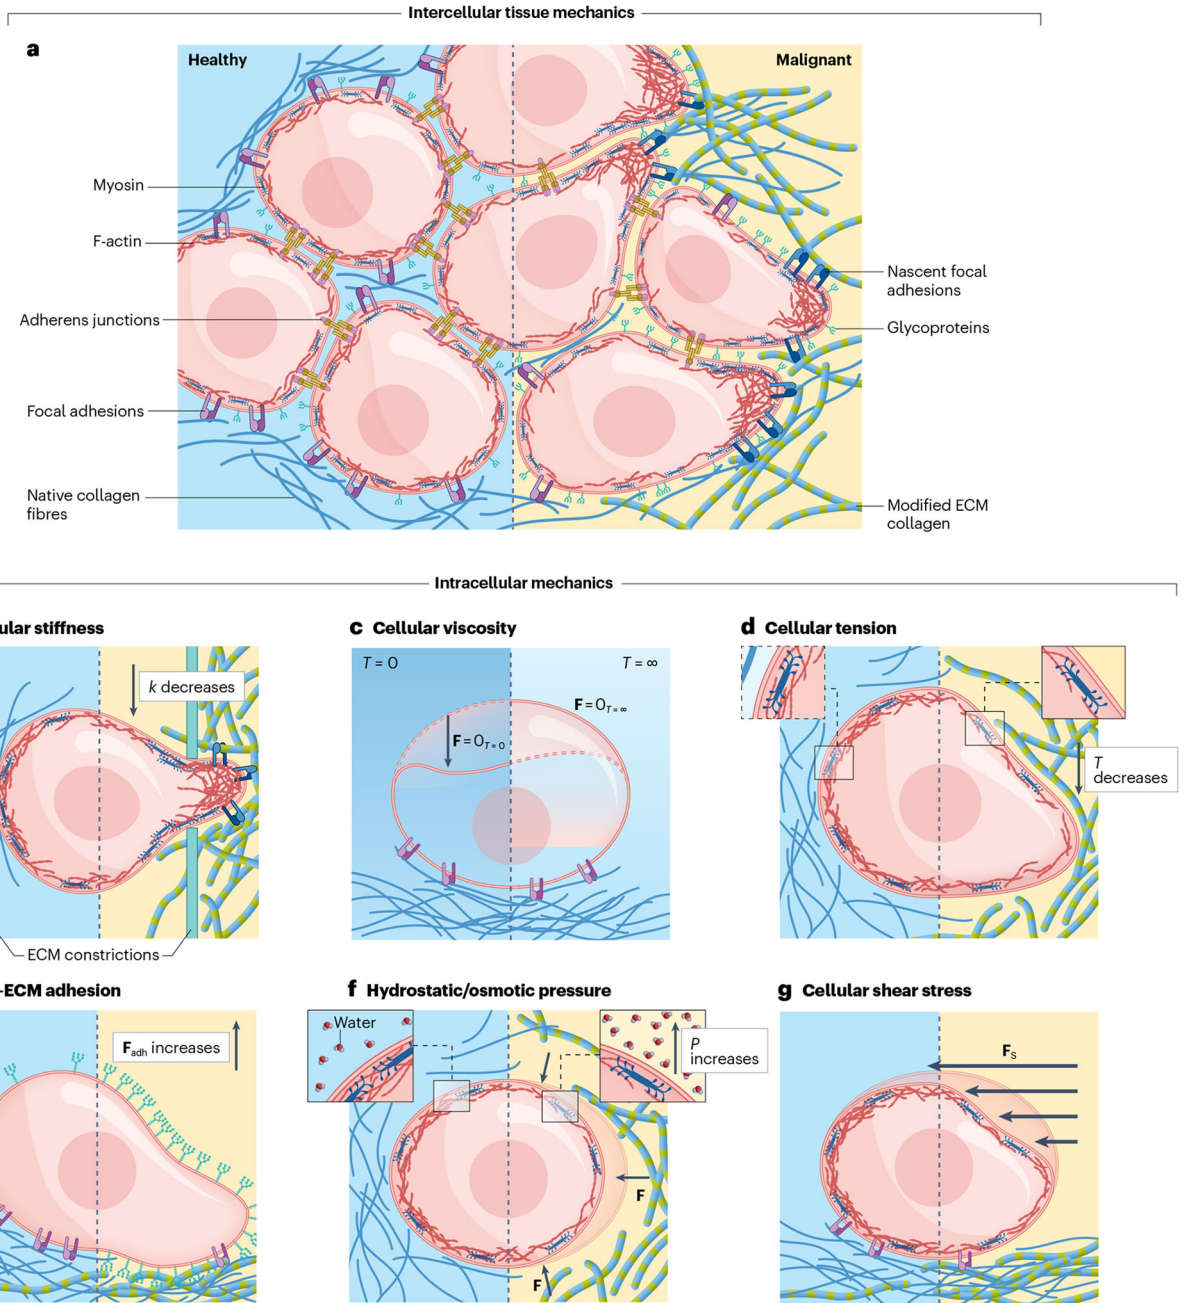 Intercellular tissue mechanics
a
Healthy
Malignant
Myosin
F-actin
Adherens junctions
Focal adhesions
Native collagen
fibres
Nascent focal
adhesions
Glycoproteins
Modified ECM
collagen
Intracellular mechanics
ular stiffness
k decreases
ECM constrictions
c Cellular viscosity
T = 0
T = ∞
F = 0T = ∞
F = 0T = 0
d Cellular tension
T
decreases
-ECM adhesion
Fadh increases
f Hydrostatic/osmotic pressure
Water
P
increases
F
F
g Cellular shear stress
FS